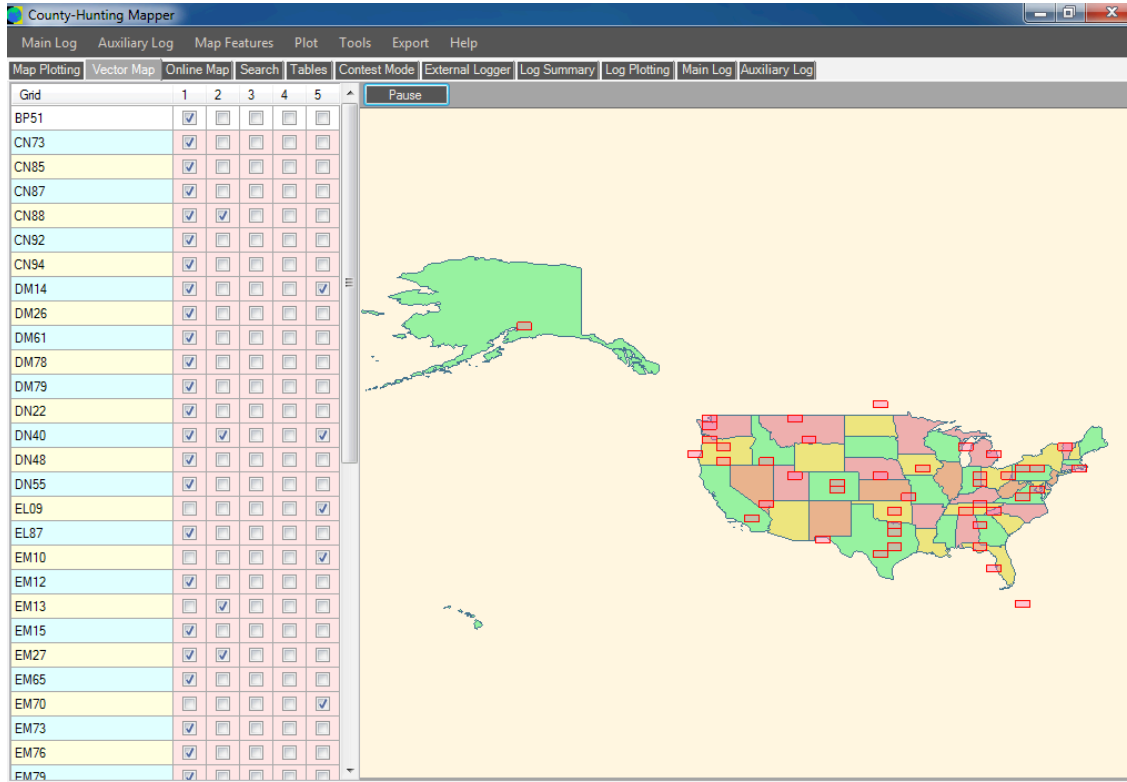 County-Hunting Mapper
Main Log Auxiliary Log Map Features Plot Tools Export Help
Map Plotting Vector Map Online Map Search Tables Contest Mode External Logger Log Summary Log Plotting Main Log Auxiliary Log
Grid 1 2 3 4 5 Pause
BP51
CN73
CN85
CN87
CN88
CN92
CN94
DM14
DM26
DM61
DM78
DM79
DN22
DN40
DN48
DN55
EL09
EL87
EM10
EM12
EM13
EM15
EM27
EM65
EM70
EM73
EM76
EM79